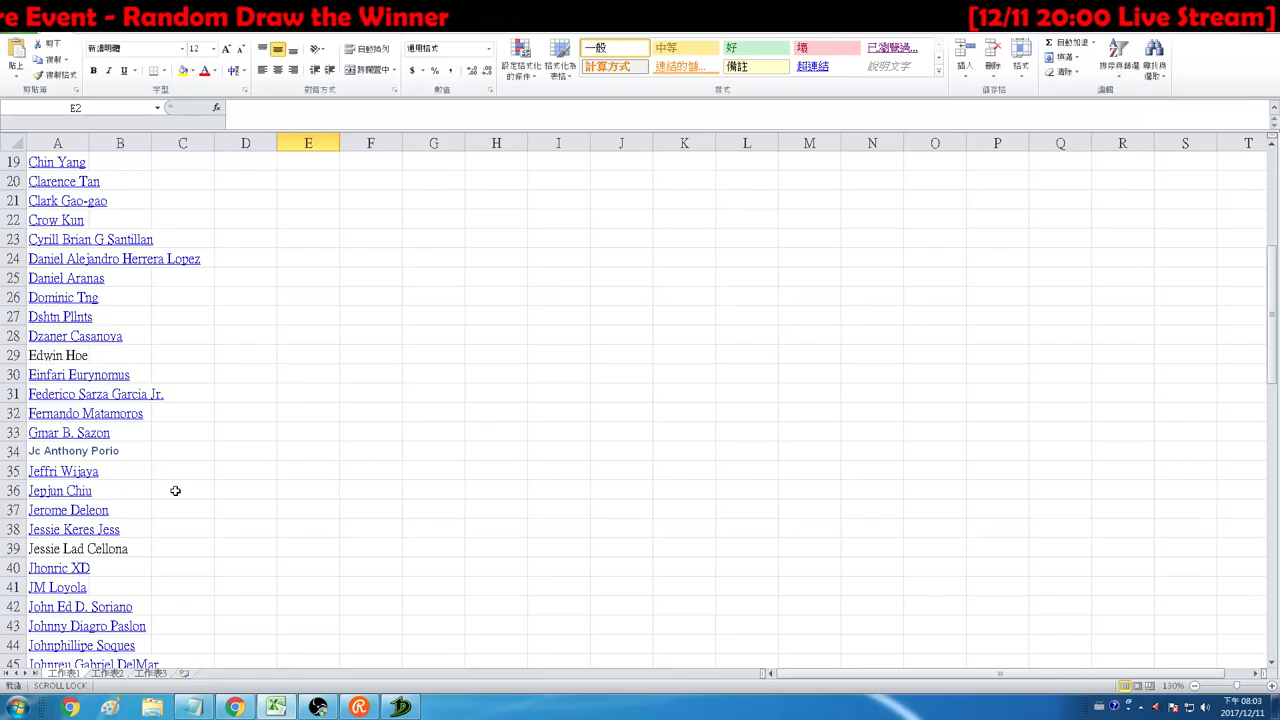 re Event - Random Draw the Winner
[12/11 20:00 Live Stream]
貼上
剪下
複製
複製格式
剪貼簿
新細明體
12
字型
自動換列
跨欄置中
對齊方式
通用格式
數值
設定格式化的條件
格式化為表格
一般
中等
好
壞
已瀏覽過...
計算方式
連結的儲...
備註
超連結
說明文字
樣式
插入
刪除
格式
儲存格
自動加總
填滿
清除
排序與篩選
尋找與選取
編輯
E2
fx
A B C D E F G H I J K L M N O P Q R S T
19 Chin Yang
20 Clarence Tan
21 Clark Gao-gao
22 Crow Kun
23 Cyrill Brian G Santillan
24 Daniel Alejandro Herrera Lopez
25 Daniel Aranas
26 Dominic Tng
27 Dshtn Pllnts
28 Dzaner Casanova
29 Edwin Hoe
30 Einfari Eurynomus
31 Federico Sarza Garcia Jr.
32 Fernando Matamoros
33 Gmar B. Sazon
34 Jc Anthony Porio
35 Jeffri Wijaya
36 Jepjun Chiu
37 Jerome Deleon
38 Jessie Keres Jess
39 Jessie Lad Cellona
40 Jhonric XD
41 JM Loyola
42 John Ed D. Soriano
43 Johnny Diagro Paslon
44 Johnphillipe Soques
45 Johnreu Gabriel DelMar
工作表1 工作表2 工作表3
就緒 SCROLL LOCK
130%
下午 08:03
2017/12/11